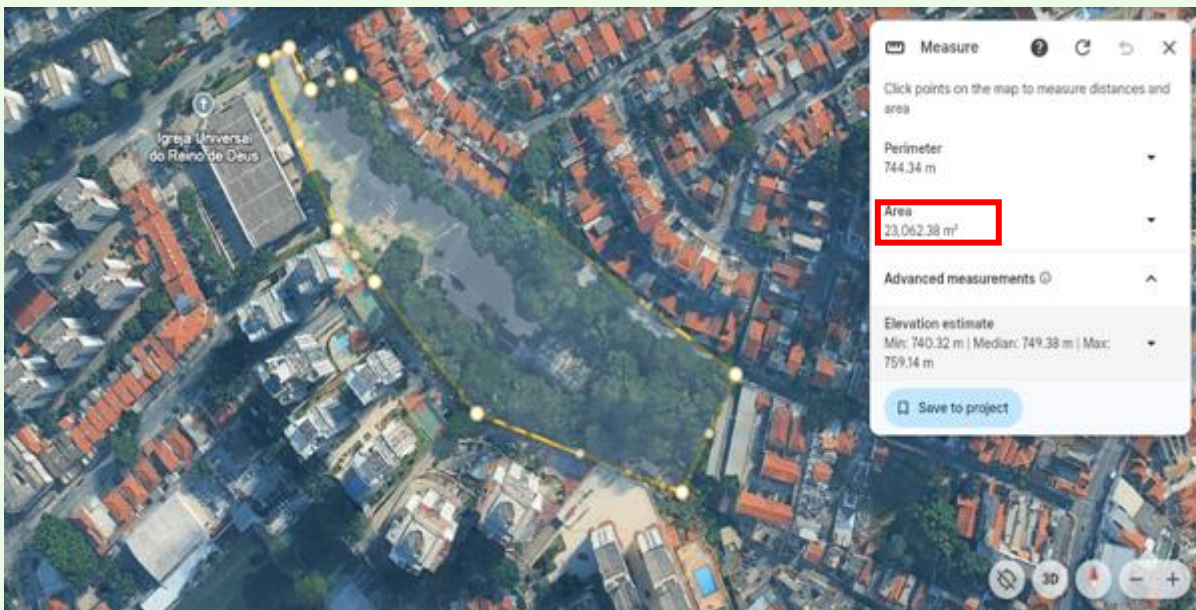 Igreja Universal
do Reino de Deus
Measure
Click points on the map to measure distances and
area
Perimeter
744.34 m
Area
23,062.38 m²
Advanced measurements
Elevation estimate
Min: 740.32 m | Median: 749.38 m | Max:
759.14 m
Save to project
3D